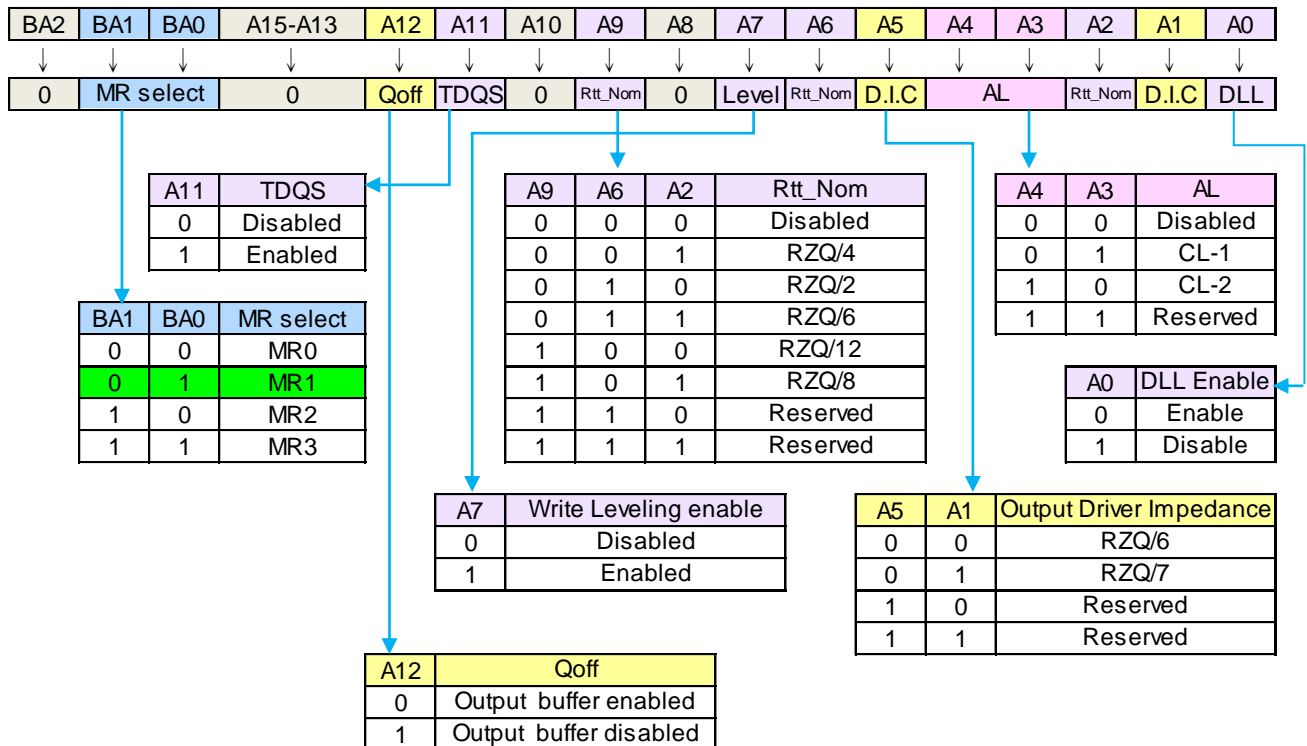 BA2 BA1 BA0 A15-A13 A12 A11 A10 A9 A8 A7 A6 A5 A4 A3 A2 A1 A0
0 MR select 0 Qoff TDQS 0 Rtt_Nom 0 Level Rtt_Nom D.I.C AL Rtt_Nom D.I.C DLL
A11 TDQS
0 Disabled
1 Enabled
A9 A6 A2 Rtt_Nom
0 0 0 Disabled
0 0 1 RZQ/4
0 1 0 RZQ/2
0 1 1 RZQ/6
1 0 0 RZQ/12
1 0 1 RZQ/8
1 1 0 Reserved
1 1 1 Reserved
A4 A3 AL
0 0 Disabled
0 1 CL-1
1 0 CL-2
1 1 Reserved
BA1 BA0 MR select
0 0 MR0
0 1 MR1
1 0 MR2
1 1 MR3
A0 DLL Enable
0 Enable
1 Disable
A7 Write Leveling enable
0 Disabled
1 Enabled
A5 A1 Output Driver Impedance
0 0 RZQ/6
0 1 RZQ/7
1 0 Reserved
1 1 Reserved
A12 Qoff
0 Output buffer enabled
1 Output buffer disabled